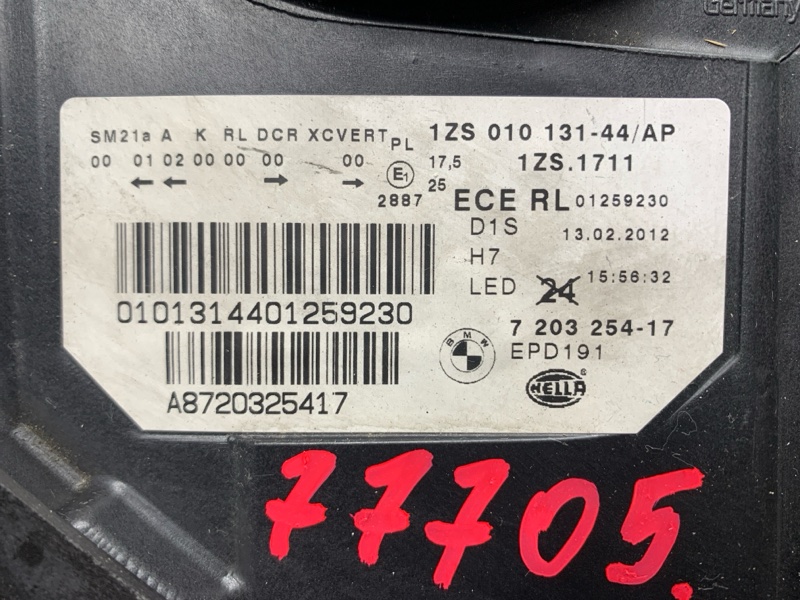 Germany
SM21a A K RL DCR XCVERT PL
00 01 02 00 00 00 00
E1
2887
17,5
25
1ZS 010 131-44/AP
1ZS.1711
ECE RL 01259230
D1S 13.02.2012
H7
LED 24 15:56:32
0101314401259230
7 203 254-17
BMW
EPD191
HELLA®
A8720325417
77705.